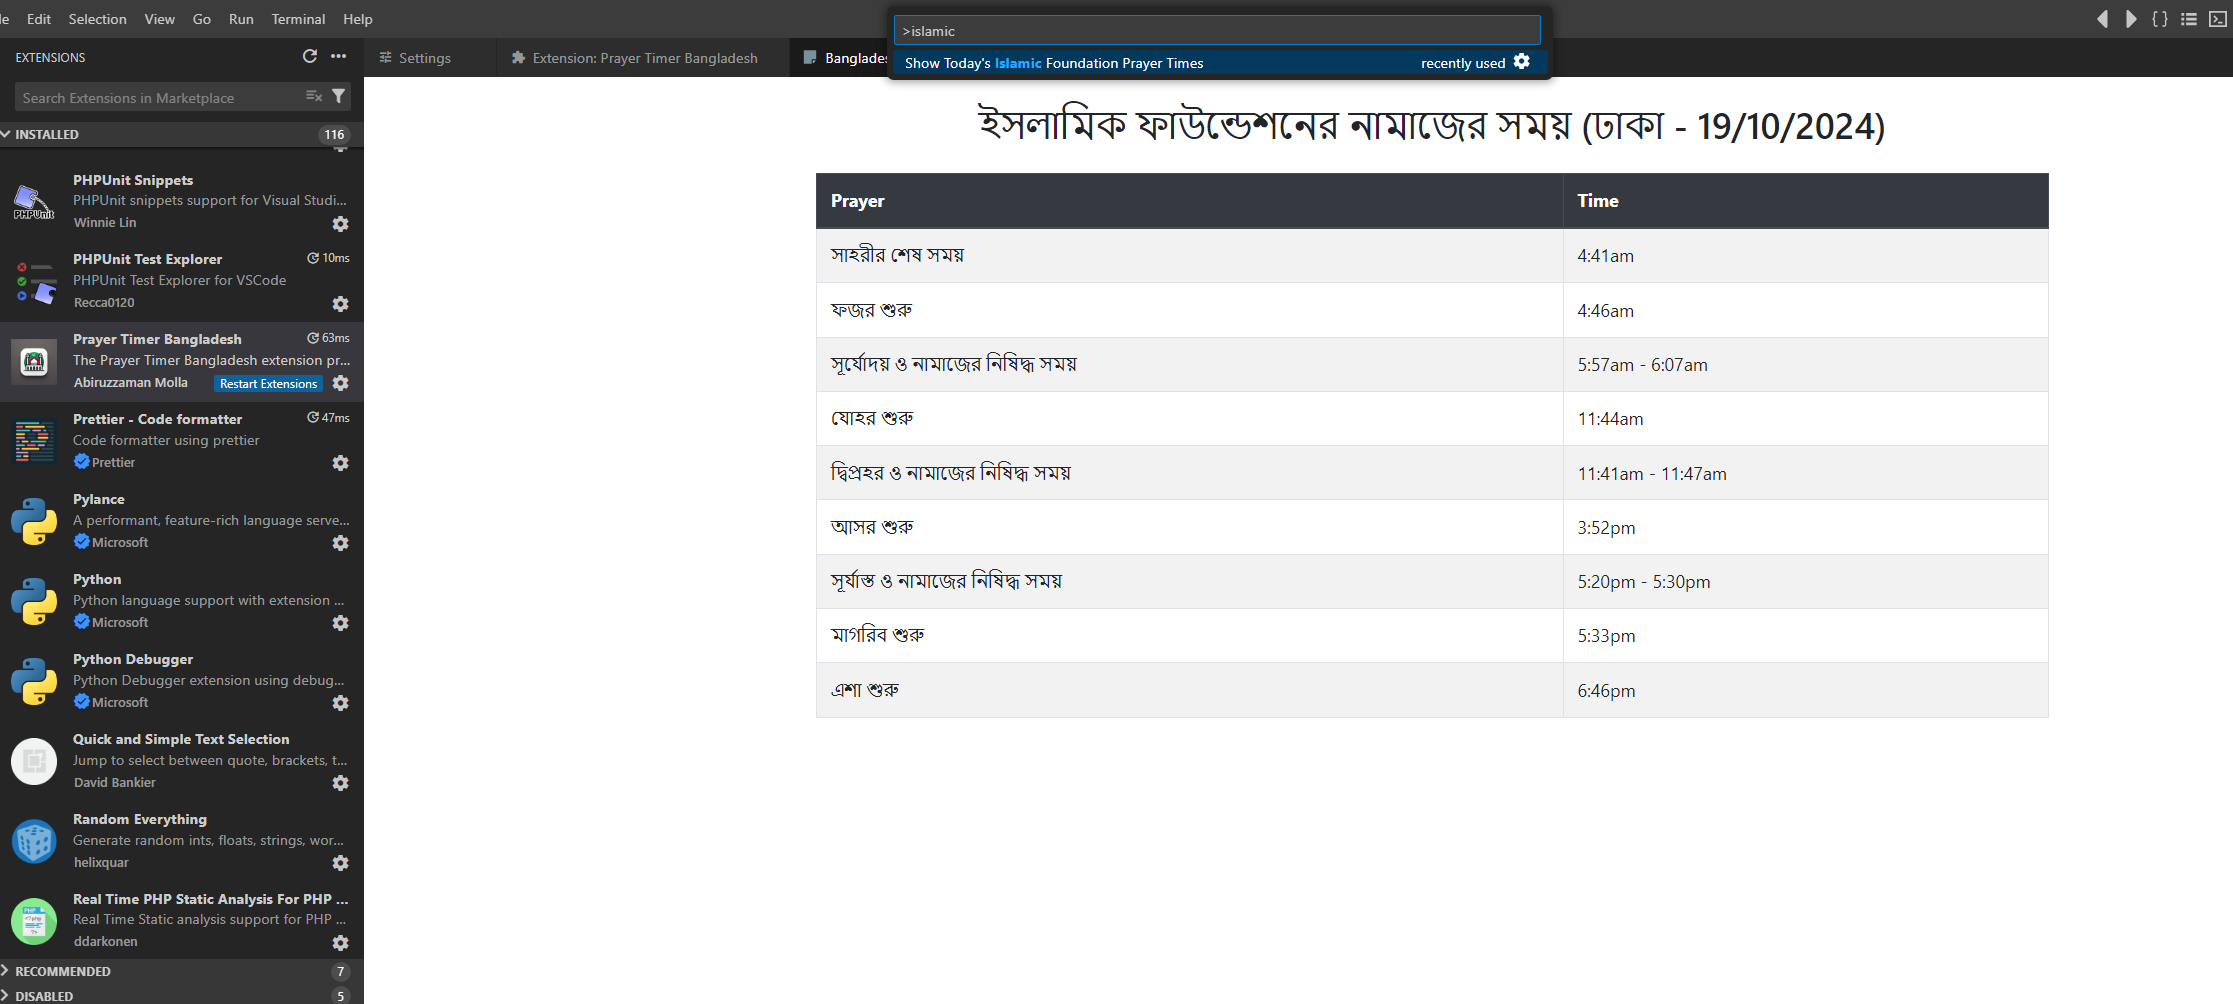 Edit Selection View Go Run Terminal Help
>islamic
Show Today's Islamic Foundation Prayer Times recently used
EXTENSIONS
Settings
Extension: Prayer Timer Bangladesh
Search Extensions in Marketplace
INSTALLED 116
PHPUnit Snippets
PHPUnit snippets support for Visual Studi...
Winnie Lin
PHPUnit Test Explorer 10ms
PHPUnit Test Explorer for VSCode
Recca0120
Prayer Timer Bangladesh 63ms
The Prayer Timer Bangladesh extension pr...
Abiruzzaman Molla Restart Extensions
Prettier - Code formatter 47ms
Code formatter using prettier
Prettier
Pylance
A performant, feature-rich language serve...
Microsoft
Python
Python language support with extension ...
Microsoft
Python Debugger
Python Debugger extension using debug...
Microsoft
Quick and Simple Text Selection
Jump to select between quote, brackets, t...
David Bankier
Random Everything
Generate random ints, floats, strings, wor...
helixquar
Real Time PHP Static Analysis For PHP ...
Real Time Static analysis support for PHP ...
ddarkonen
RECOMMENDED 7
DISABLED 5
ইসলামিক ফাউন্ডেশনের নামাজের সময় (ঢাকা - 19/10/2024)
Prayer Time
সাহরীর শেষ সময় 4:41am
ফজর শুরু 4:46am
সূর্যোদয় ও নামাজের নিষিদ্ধ সময় 5:57am - 6:07am
যোহর শুরু 11:44am
দ্বিপ্রহর ও নামাজের নিষিদ্ধ সময় 11:41am - 11:47am
আসর শুরু 3:52pm
সূর্যাস্ত ও নামাজের নিষিদ্ধ সময় 5:20pm - 5:30pm
মাগরিব শুরু 5:33pm
এশা শুরু 6:46pm